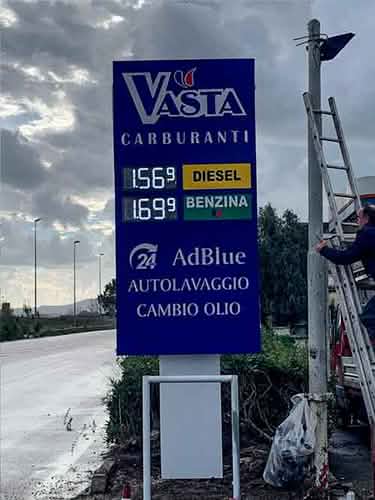 VASTA
CARBURANTI
1.569 DIESEL
1.699 BENZINA
24 AdBlue
AUTOLAVAGGIO
CAMBIO OLIO